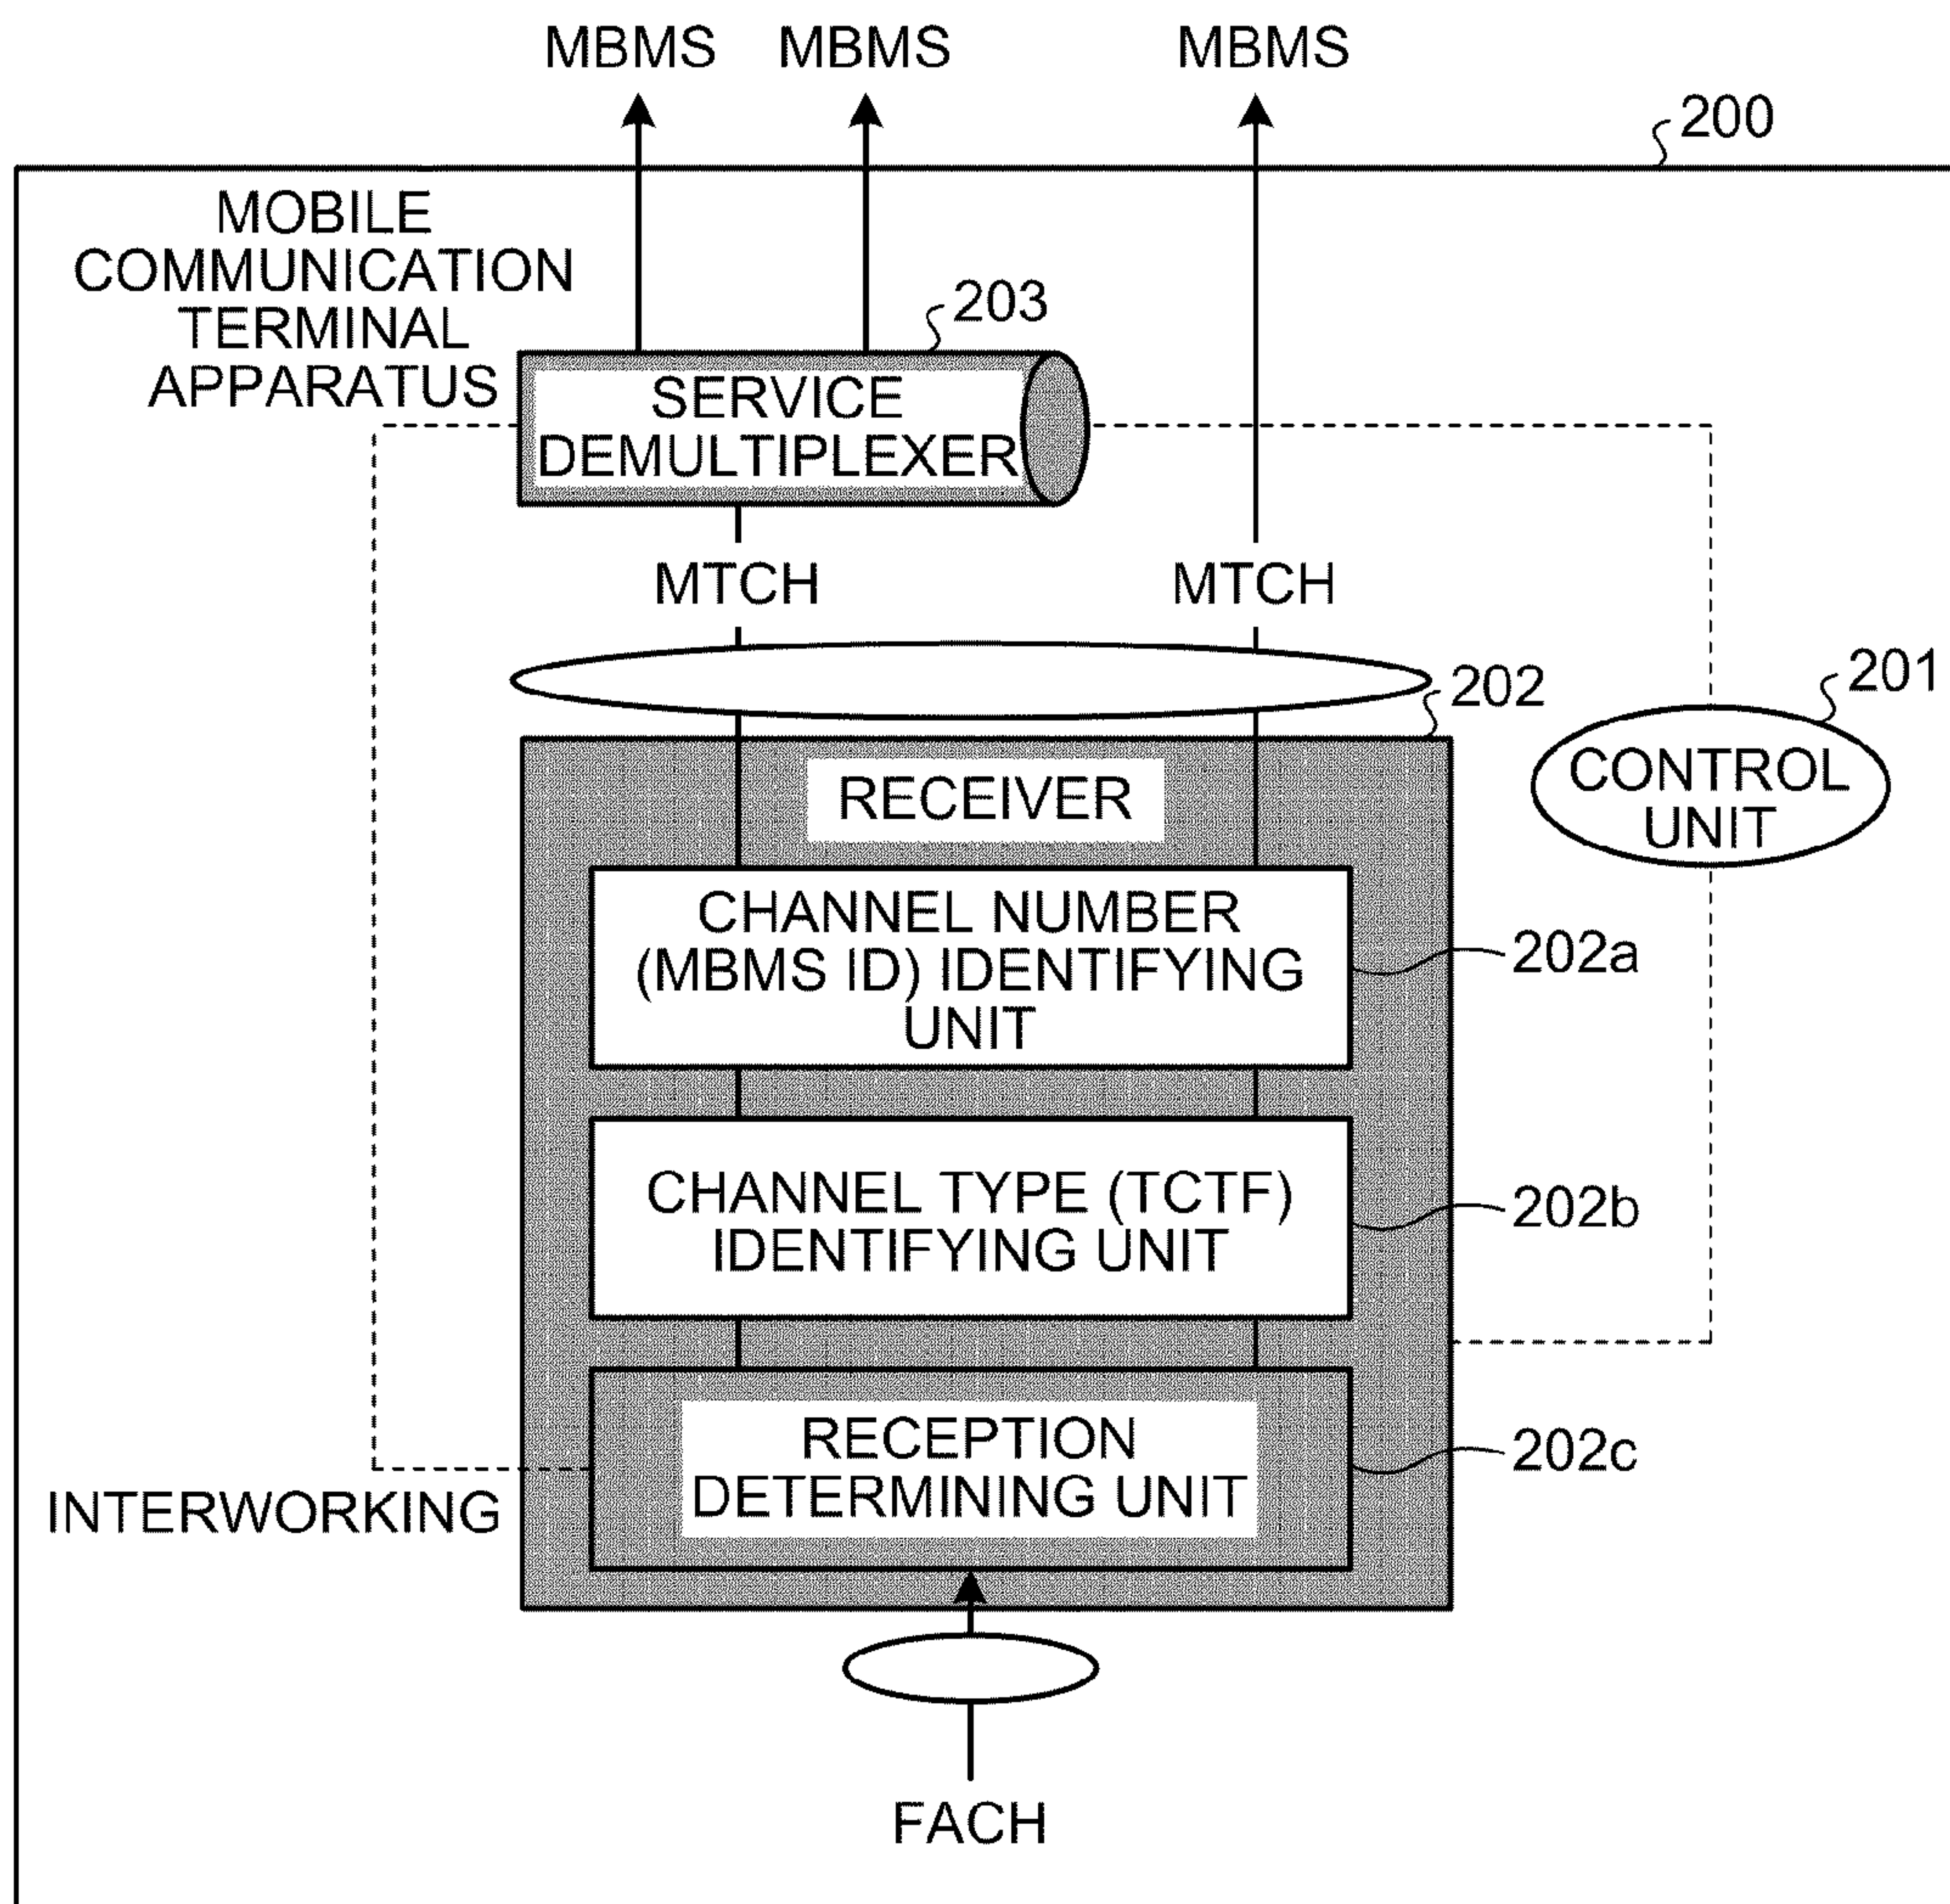 MBMS MBMS MBMS
200
MOBILE
COMMUNICATION
TERMINAL
APPARATUS
203
SERVICE
DEMULTIPLEXER
MTCH MTCH
202
201
CONTROL
UNIT
RECEIVER
CHANNEL NUMBER
(MBMS ID) IDENTIFYING
UNIT
202a
CHANNEL TYPE (TCTF)
IDENTIFYING UNIT
202b
RECEPTION
DETERMINING UNIT
202c
INTERWORKING
FACH